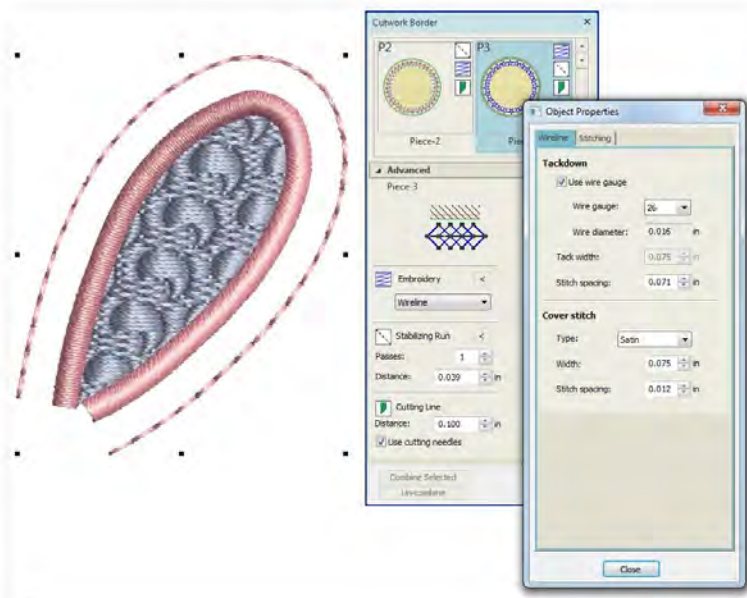 Cutwork Border
P2
P3
Piece-2
Advanced
Piece 3
Embroidery <
Wireline
Stabilizing Run <
Passes: 1
Distance: 0.039 in
Cutting Line
Distance: 0.100 in
Use cutting needles
Combine Selected
Object Properties
Wireline Stitching
Tackdown
Use wire gauge
Wire gauge: 26
Wire diameter: 0.016 in
Tack width: 0.075 in
Stitch spacing: 0.071 in
Cover stitch
Type: Satin
Width: 0.075 in
Stitch spacing: 0.012 in
Close